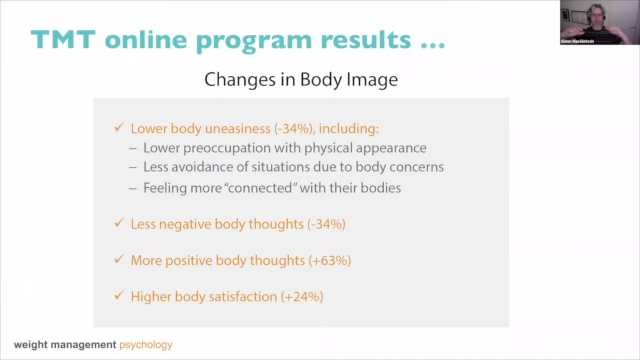 TMT online program results ...
Changes in Body Image
✓ Lower body uneasiness (-34%), including:
– Lower preoccupation with physical appearance
– Less avoidance of situations due to body concerns
– Feeling more “connected” with their bodies
✓ Less negative body thoughts (-34%)
✓ More positive body thoughts (+63%)
✓ Higher body satisfaction (+24%)
weight management psychology
Glenn Mackintosh